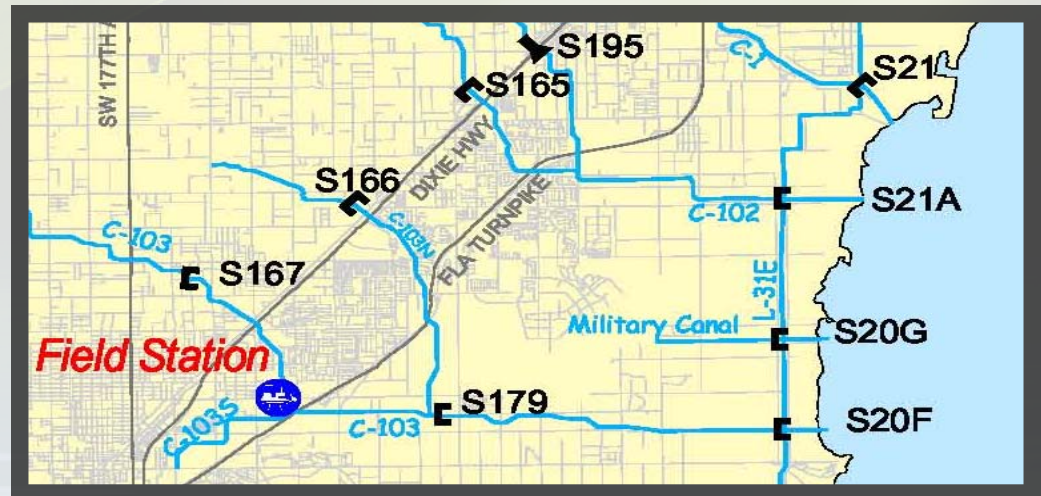 SW 177TH A
S195
C-1
S21
S165
DIXIE HWY
S166
FLA TURNPIKE
C-102
S21A
C-103
C-103N
S167
L-31E
Military Canal
S20G
Field Station
S179
C-103S
C-103
S20F